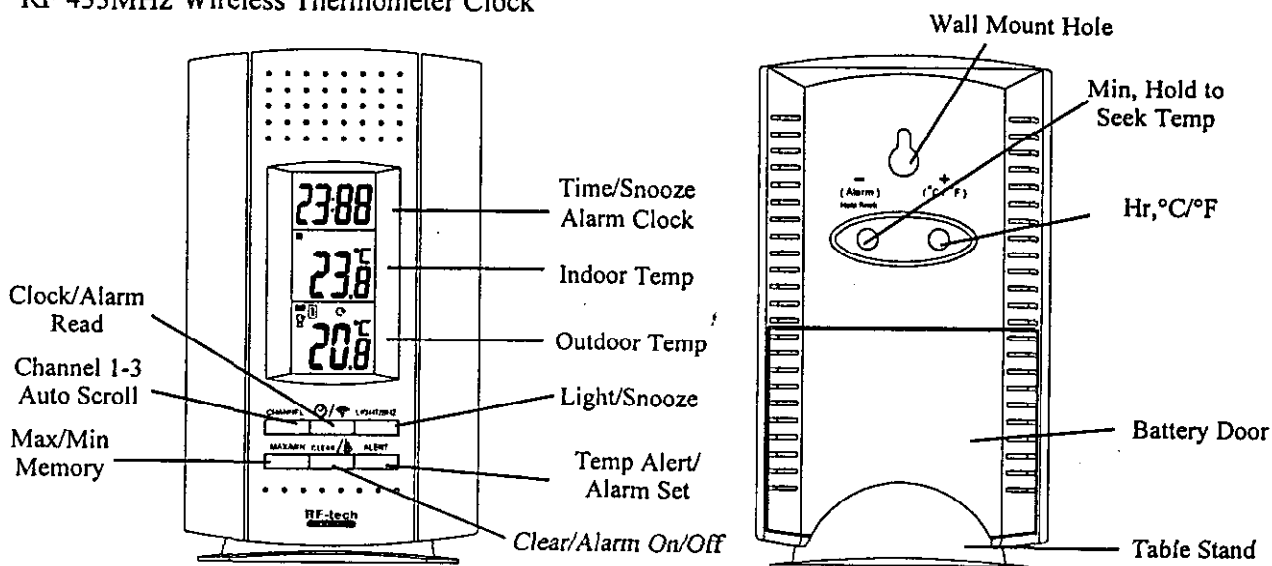 RF 433MHz Wireless Thermometer Clock
Wall Mount Hole
Min, Hold to
Seek Temp
Hr,°C/°F
Battery Door
Table Stand
Time/Snooze
Alarm Clock
Indoor Temp
Outdoor Temp
Light/Snooze
Temp Alert/
Alarm Set
Clear/Alarm On/Off
Clock/Alarm
Read
Channel 1-3
Auto Scroll
Max/Min
Memory
23:88
23.8 °C
20.8 °C
CHANNEL
MAX/MIN CLEAR/ ALERT
RF-tech
- +
(Alarm) (°C/°F)